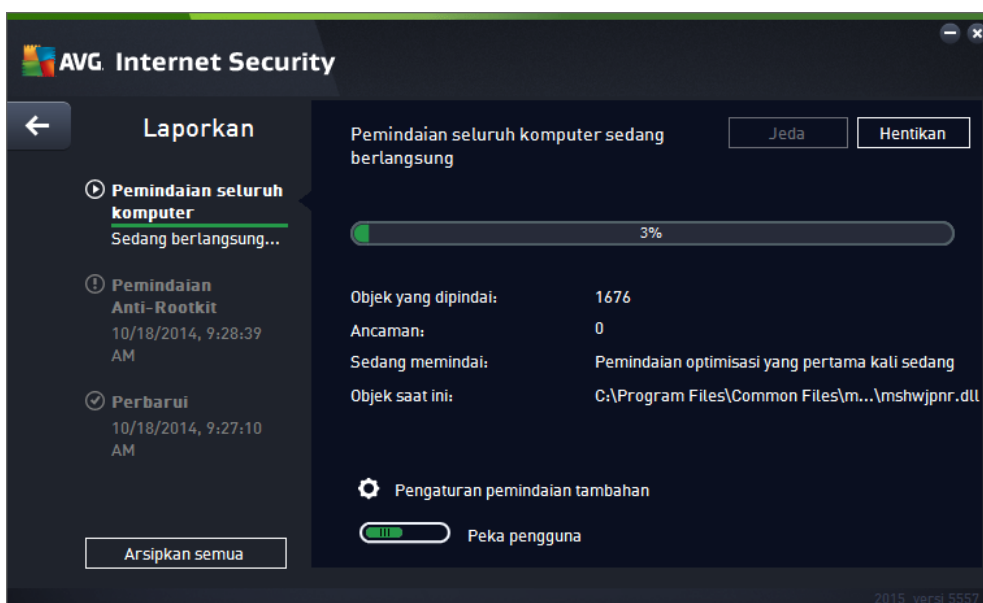 AVG. Internet Security
Laporkan
Pemindaian seluruh
komputer
Sedang berlangsung...
Pemindaian
Anti-Rootkit
10/18/2014, 9:28:39
AM
Perbarui
10/18/2014, 9:27:10
AM
Arsipkan semua
Pemindaian seluruh komputer sedang
berlangsung
Jeda
Hentikan
3%
Objek yang dipindai: 1676
Ancaman: 0
Sedang memindai: Pemindaian optimisasi yang pertama kali sedang
Objek saat ini: C:\Program Files\Common Files\m...\mshwjpnr.dll
Pengaturan pemindaian tambahan
Peka pengguna
2015 versi 5557